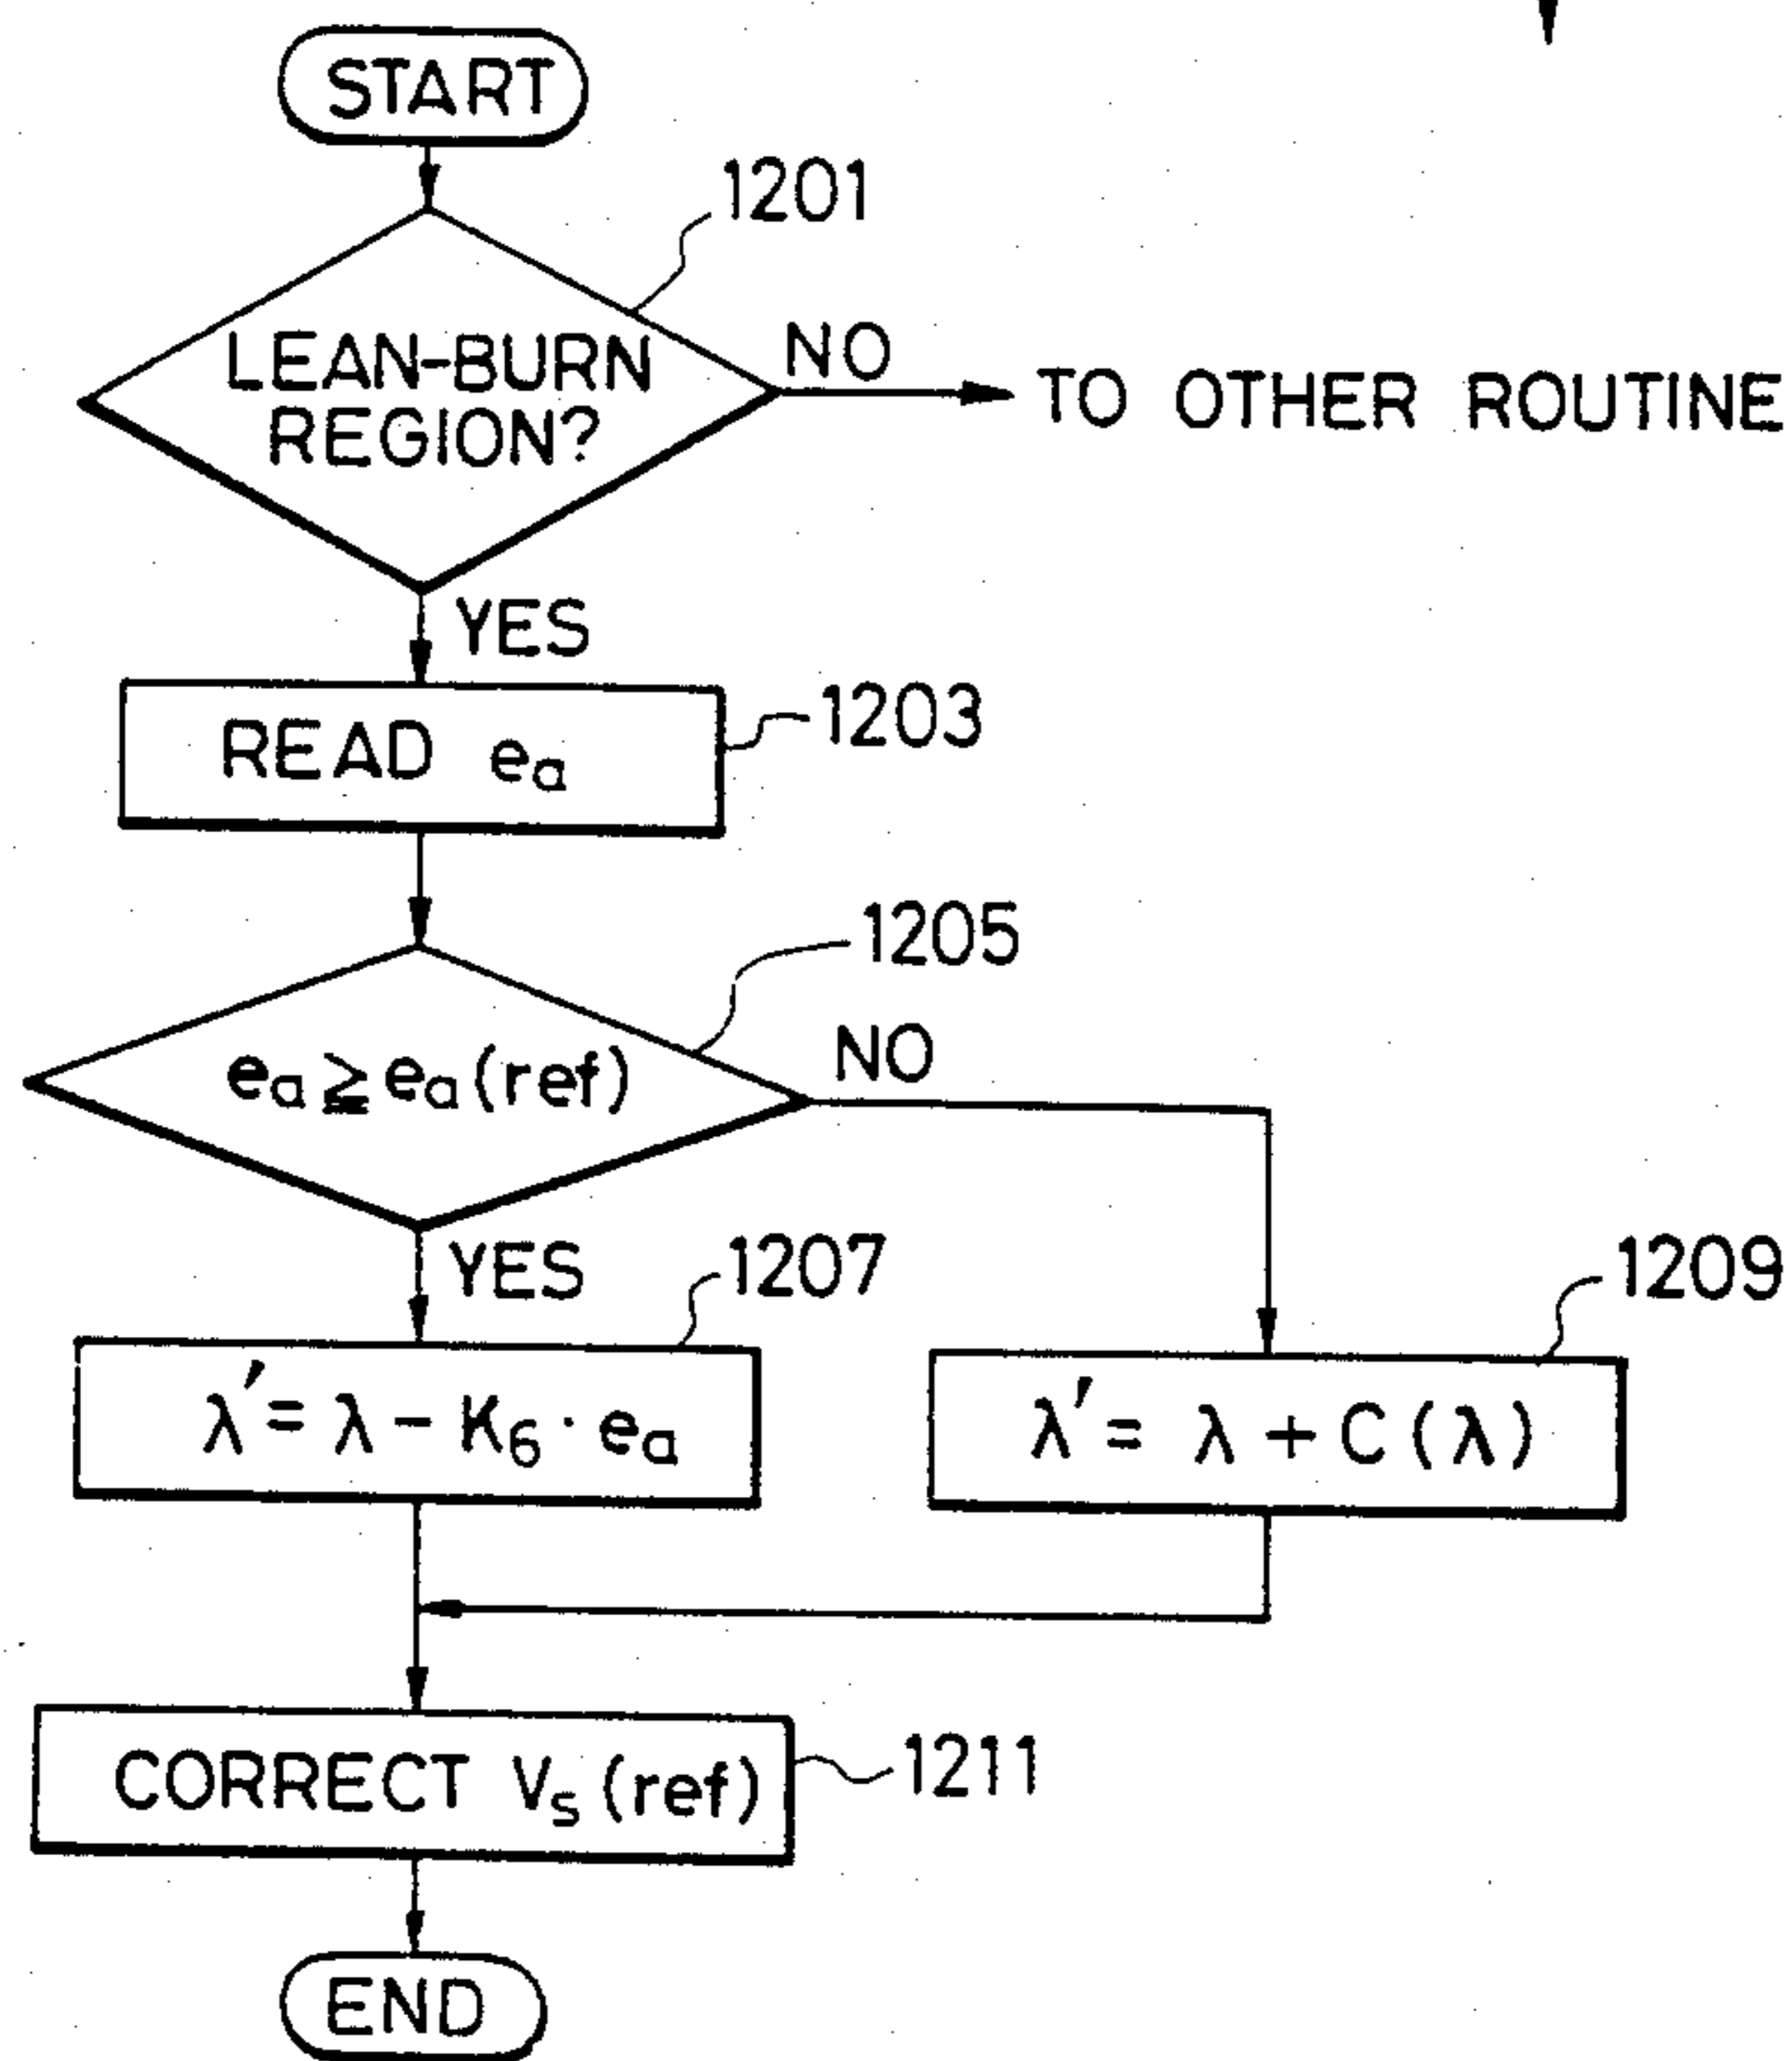 START
1201
LEAN-BURN
REGION?
NO
TO OTHER ROUTINE
YES
READ eₐ
1203
1205
eₐ ≧ eₐ(ref)
NO
YES
1207
1209
λ′= λ − K₆ · eₐ
λ′= λ + C(λ)
CORRECT Vₛ(ref)
1211
END